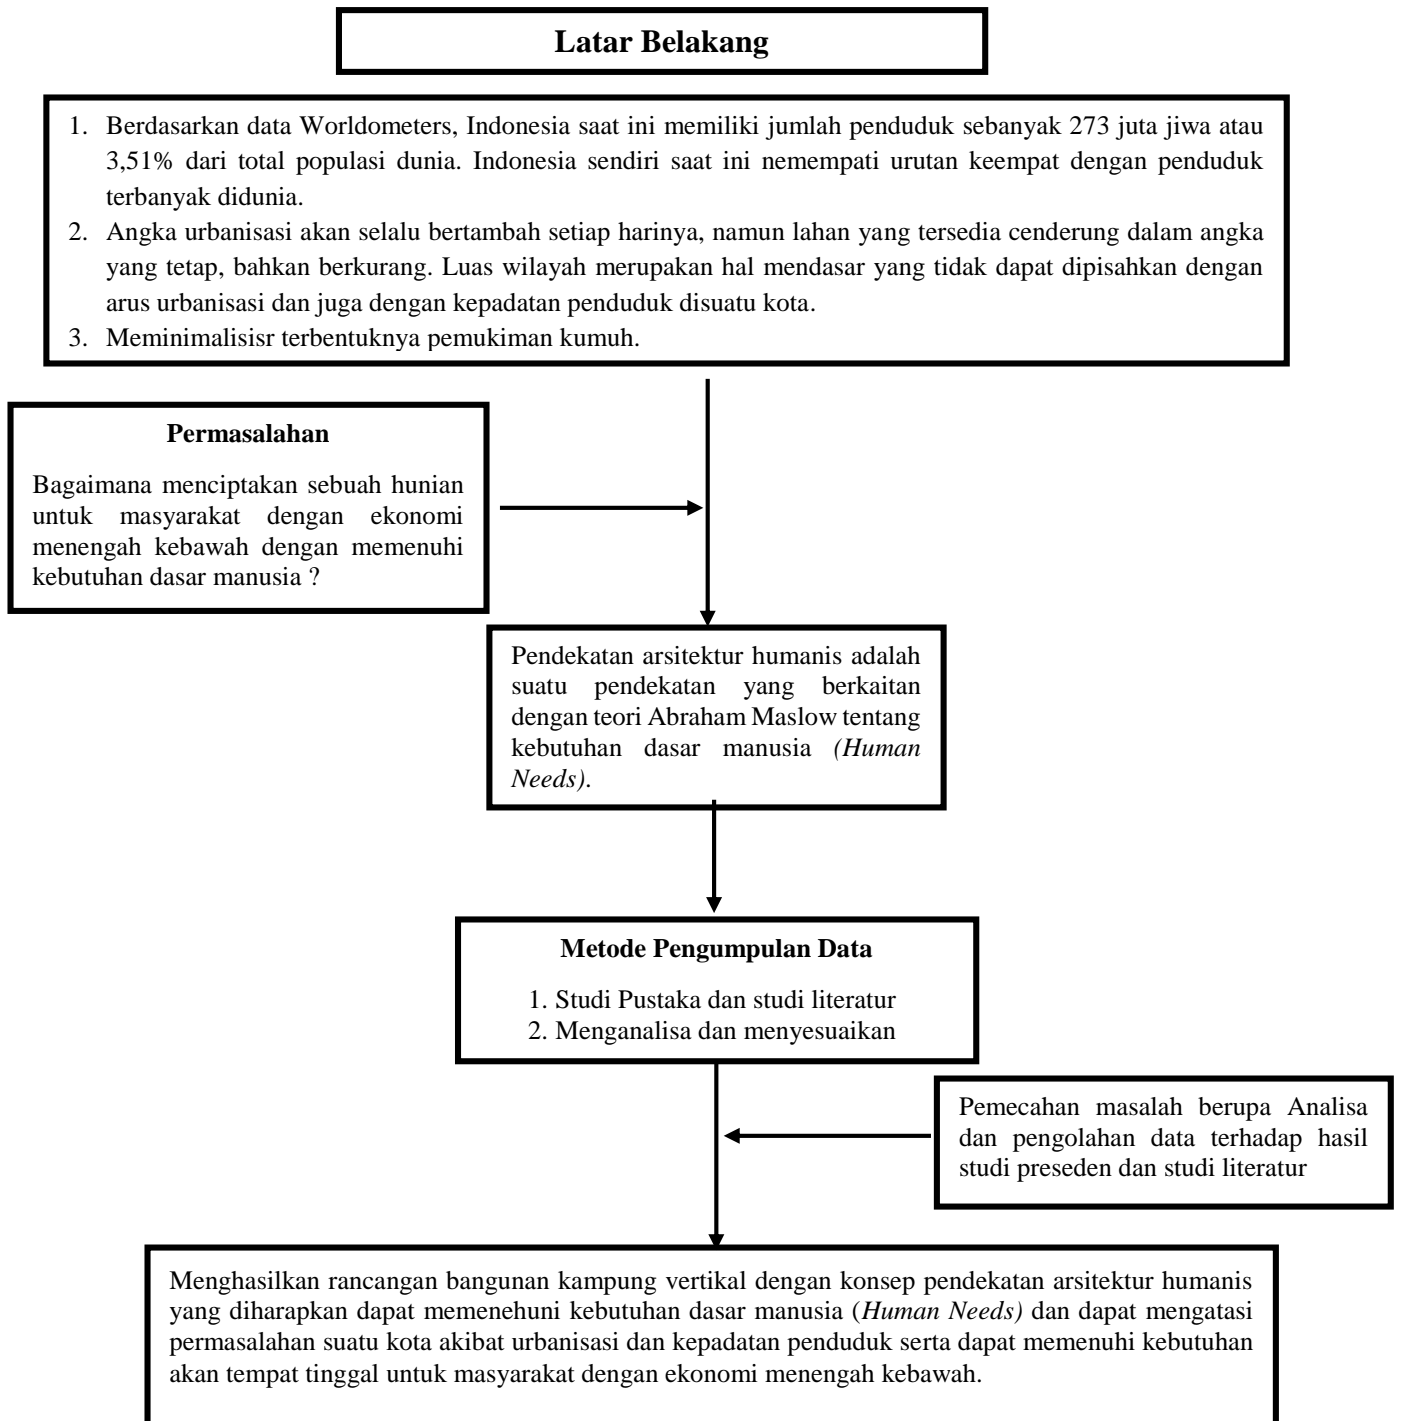 Latar Belakang
1. Berdasarkan data Worldometers, Indonesia saat ini memiliki jumlah penduduk sebanyak 273 juta jiwa atau
3,51% dari total populasi dunia. Indonesia sendiri saat ini nemempati urutan keempat dengan penduduk
terbanyak didunia.
2. Angka urbanisasi akan selalu bertambah setiap harinya, namun lahan yang tersedia cenderung dalam angka
yang tetap, bahkan berkurang. Luas wilayah merupakan hal mendasar yang tidak dapat dipisahkan dengan
arus urbanisasi dan juga dengan kepadatan penduduk disuatu kota.
3. Meminimalisisr terbentuknya pemukiman kumuh.
Permasalahan
Bagaimana menciptakan sebuah hunian
untuk masyarakat dengan ekonomi
menengah kebawah dengan memenuhi
kebutuhan dasar manusia ?
Pendekatan arsitektur humanis adalah
suatu pendekatan yang berkaitan
dengan teori Abraham Maslow tentang
kebutuhan dasar manusia (Human
Needs).
Metode Pengumpulan Data
1. Studi Pustaka dan studi literatur
2. Menganalisa dan menyesuaikan
Pemecahan masalah berupa Analisa
dan pengolahan data terhadap hasil
studi preseden dan studi literatur
Menghasilkan rancangan bangunan kampung vertikal dengan konsep pendekatan arsitektur humanis
yang diharapkan dapat memenehuni kebutuhan dasar manusia (Human Needs) dan dapat mengatasi
permasalahan suatu kota akibat urbanisasi dan kepadatan penduduk serta dapat memenuhi kebutuhan
akan tempat tinggal untuk masyarakat dengan ekonomi menengah kebawah.